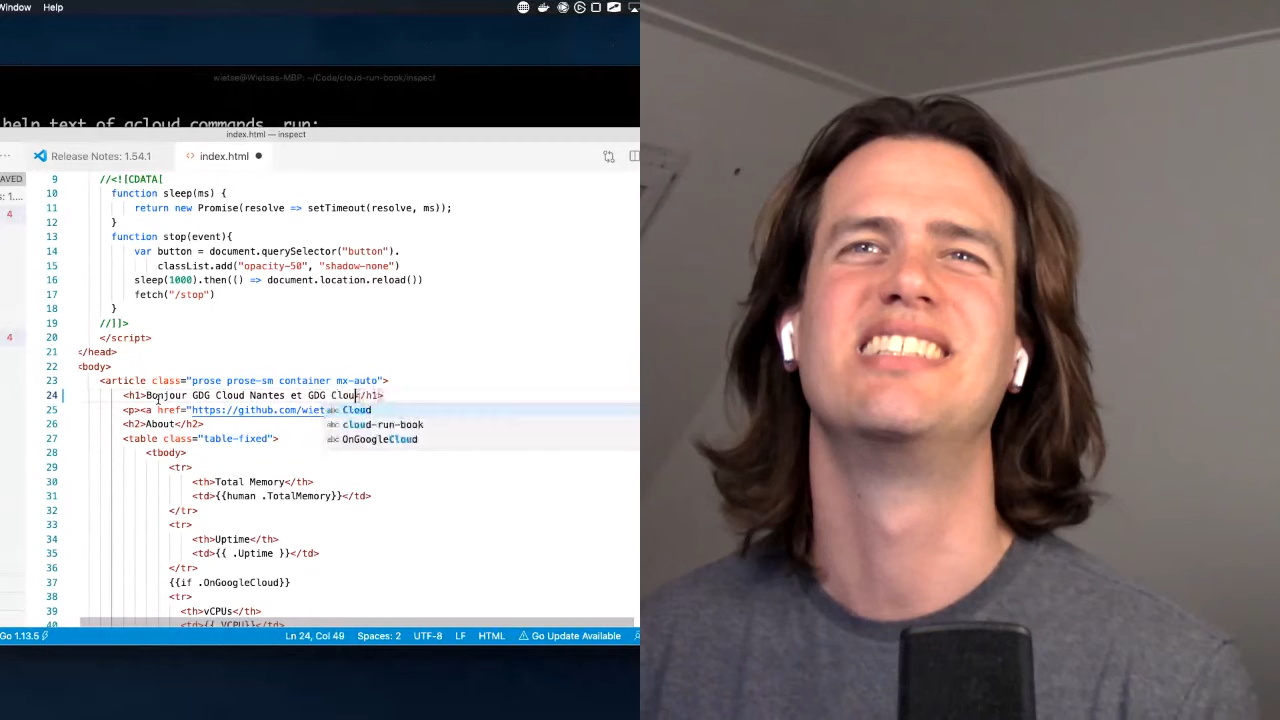 Window Help
wietse@Wietses-MBP: ~/Code/cloud-run-book/inspect
help text of gcloud commands, run:
index.html — inspect
Release Notes: 1.54.1
<> index.html
9 //<![CDATA[
10 function sleep(ms) {
11 return new Promise(resolve => setTimeout(resolve, ms));
12 }
13 function stop(event){
14 var button = document.querySelector("button").
15 classList.add("opacity-50", "shadow-none")
16 sleep(1000).then(() => document.location.reload())
17 fetch("/stop")
18 }
19 //]]>
20 </script>
21 </head>
22 <body>
23 <article class="prose prose-sm container mx-auto">
24 <h1>Bonjour GDG Cloud Nantes et GDG Clou</h1>
25 <p><a href="https://github.com/wiet
abc Cloud
26 <h2>About</h2>
abc cloud-run-book
27 <table class="table-fixed">
abc OnGoogleCloud
28 <tbody>
29 <tr>
30 <th>Total Memory</th>
31 <td>{{human .TotalMemory}}</td>
32 </tr>
33 <tr>
34 <th>Uptime</th>
35 <td>{{ .Uptime }}</td>
36 </tr>
37 {{if .OnGoogleCloud}}
38 <tr>
39 <th>vCPUs</th>
40 <td>{{ .VCPU}}</td>
Go 1.13.5
Ln 24, Col 49 Spaces: 2 UTF-8 LF HTML Go Update Available